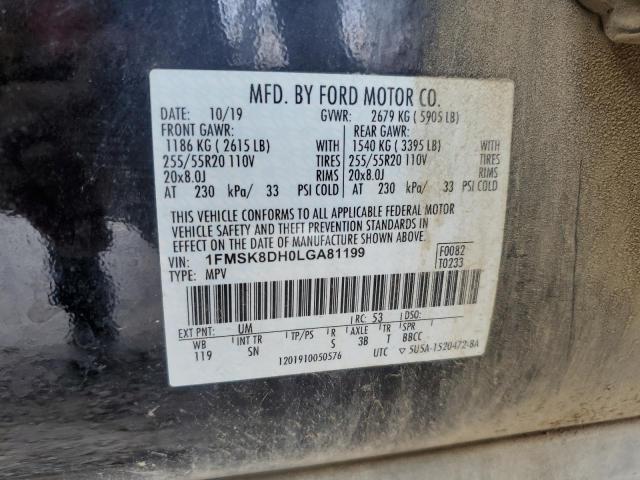 MFD. BY FORD MOTOR CO.
DATE: 10/19 GVWR: 2679 KG ( 5905 LB)
FRONT GAWR: REAR GAWR:
1186 KG ( 2615 LB) WITH 1540 KG ( 3395 LB) WITH
255/55R20 110V TIRES 255/55R20 110V TIRES
20x8.0J RIMS 20x8.0J RIMS
AT 230 kPa/ 33 PSI COLD AT 230 kPa/ 33 PSI COLD
THIS VEHICLE CONFORMS TO ALL APPLICABLE FEDERAL MOTOR
VEHICLE SAFETY AND THEFT PREVENTION STANDARDS IN
EFFECT ON THE DATE OF MANUFACTURE SHOWN ABOVE.
VIN: 1FMSK8DH0LGA81199 F0082
TYPE: MPV T0233
EXT PNT: UM RC: 53 DSO:
WB INT TR TP/PS R AXLE TR SPR
119 SN S 3B T BBCC
1201910050576 UTC ▽ 5U5A-1520472-BA